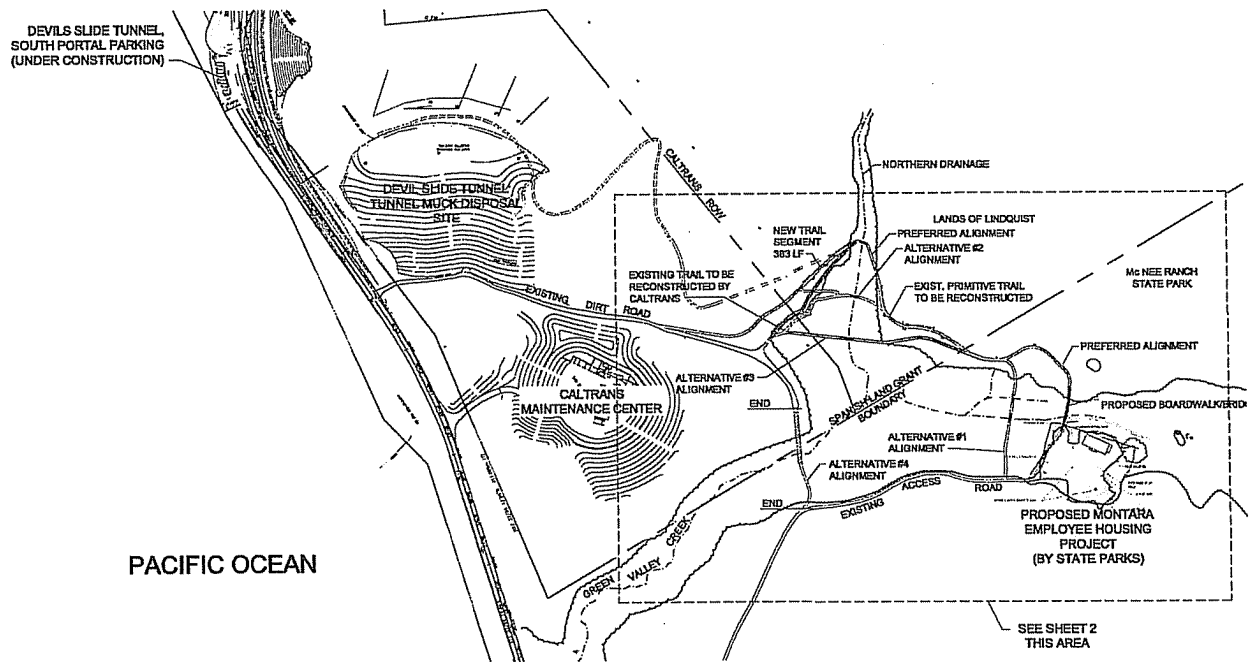 DEVILS SLIDE TUNNEL,
SOUTH PORTAL PARKING
(UNDER CONSTRUCTION)
DEVIL SLIDE TUNNEL
TUNNEL MUCK DISPOSAL
SITE
CALTRANS ROW
NORTHERN DRAINAGE
LANDS OF LINDQUIST
PREFERRED ALIGNMENT
ALTERNATIVE #2
ALIGNMENT
NEW TRAIL
SEGMENT
383 LF
EXISTING TRAIL TO BE
RECONSTRUCTED BY
CALTRANS
EXIST. PRIMITIVE TRAIL
TO BE RECONSTRUCTED
Mc NEE RANCH
STATE PARK
EXISTING DIRT ROAD
PREFERRED ALIGNMENT
ALTERNATIVE #3
ALIGNMENT
CALTRANS
MAINTENANCE CENTER
END
SPANISH LAND GRANT
BOUNDARY
PROPOSED BOARDWALK/BRIDG
ALTERNATIVE #1
ALIGNMENT
ALTERNATIVE #4
ALIGNMENT
END
EXISTING ACCESS ROAD
PROPOSED MONTARA
EMPLOYEE HOUSING
PROJECT
(BY STATE PARKS)
GREEN VALLEY CREEK
PACIFIC OCEAN
SEE SHEET 2
THIS AREA